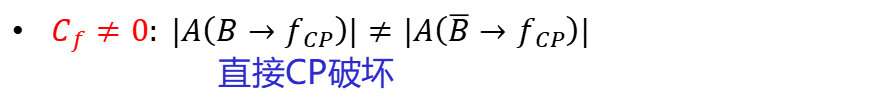 • C_f ≠ 0: |A(B → f_CP)| ≠ |A(B̅ → f_CP)|
直接CP破坏